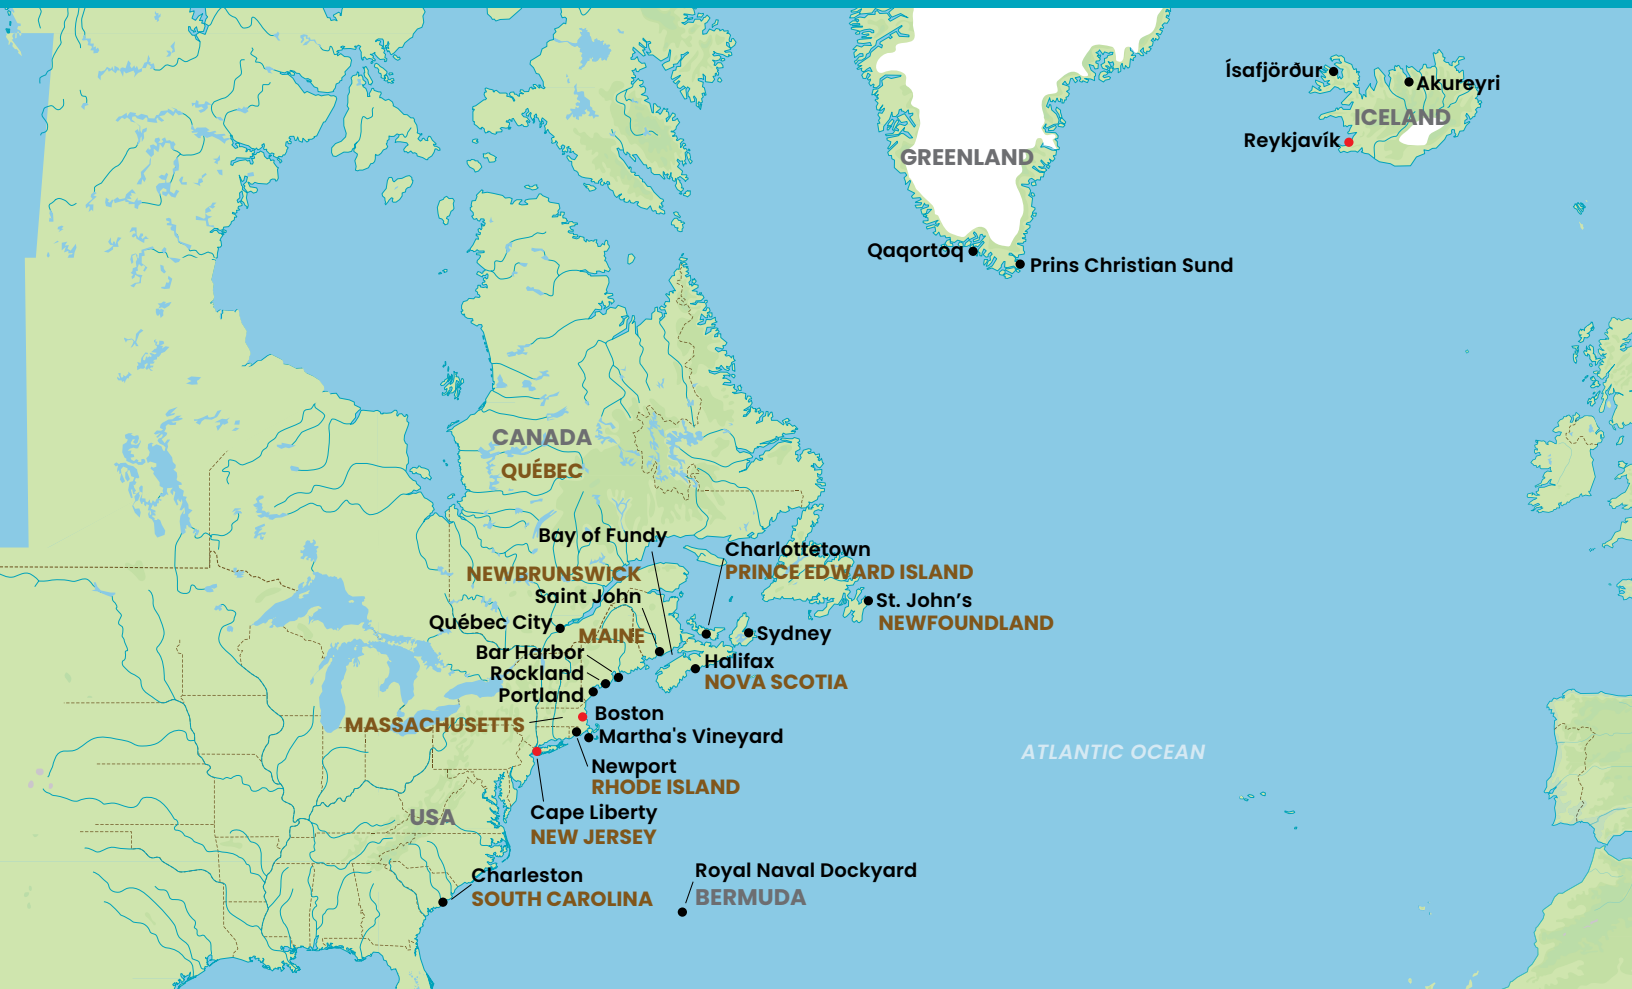 Ísafjörður
Akureyri
ICELAND
Reykjavík
GREENLAND
Qaqortoq
Prins Christian Sund
CANADA
QUÉBEC
Bay of Fundy
Charlottetown
PRINCE EDWARD ISLAND
NEWBRUNSWICK
Saint John
St. John’s
NEWFOUNDLAND
Québec City
MAINE
Sydney
Bar Harbor
Halifax
Rockland
NOVA SCOTIA
Portland
Boston
MASSACHUSETTS
Martha's Vineyard
ATLANTIC OCEAN
Newport
RHODE ISLAND
Cape Liberty
USA
NEW JERSEY
Royal Naval Dockyard
Charleston
BERMUDA
SOUTH CAROLINA